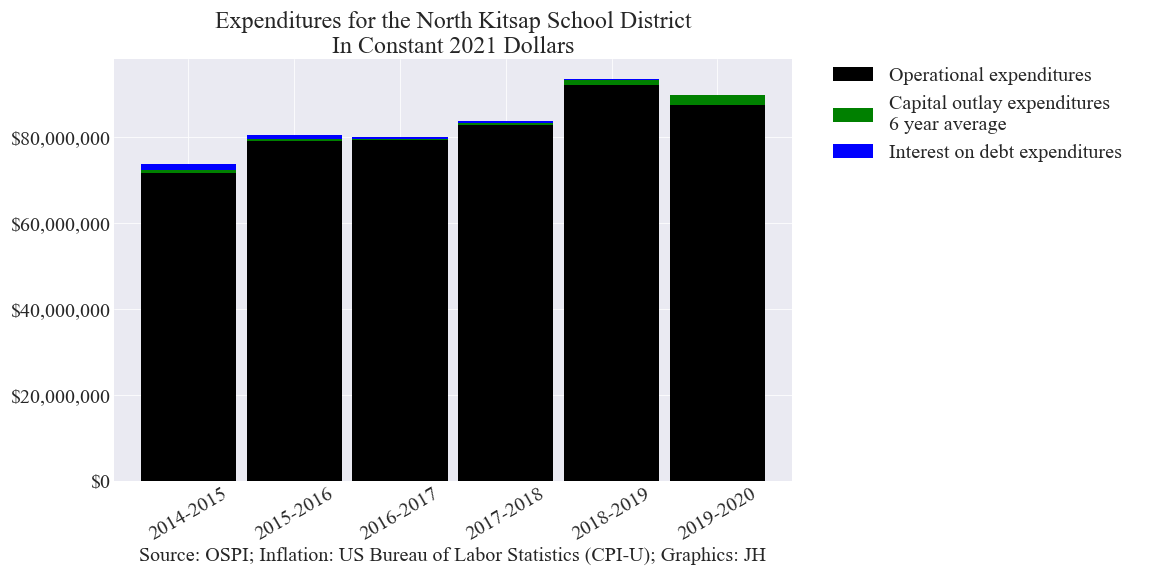 Expenditures for the North Kitsap School District
In Constant 2021 Dollars
Operational expenditures
Capital outlay expenditures
6 year average
Interest on debt expenditures
$80,000,000
$60,000,000
$40,000,000
$20,000,000
$0
2014-2015
2015-2016
2016-2017
2017-2018
2018-2019
2019-2020
Source: OSPI; Inflation: US Bureau of Labor Statistics (CPI-U); Graphics: JH